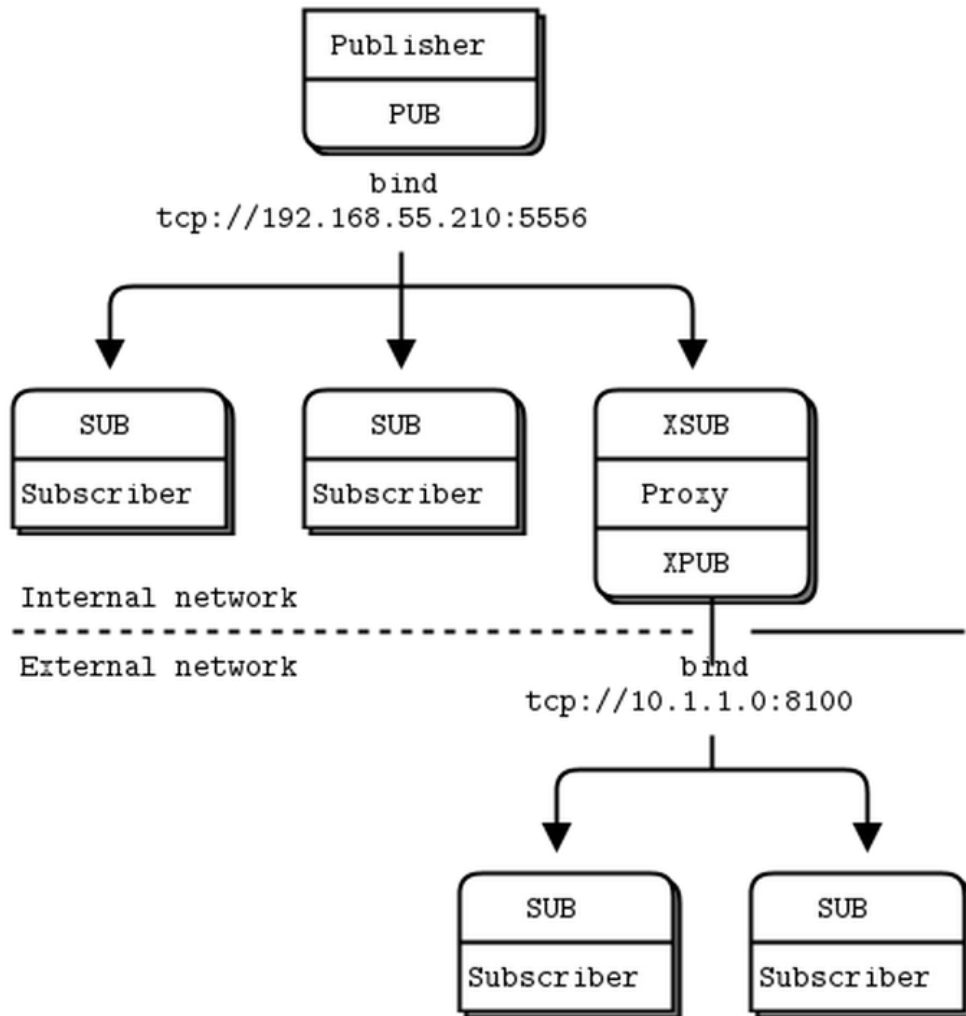 Publisher
PUB
bind
tcp://192.168.55.210:5556
SUB
SUB
XSUB
Subscriber
Subscriber
Proxy
XPUB
Internal network
External network
bind
tcp://10.1.1.0:8100
SUB
SUB
Subscriber
Subscriber